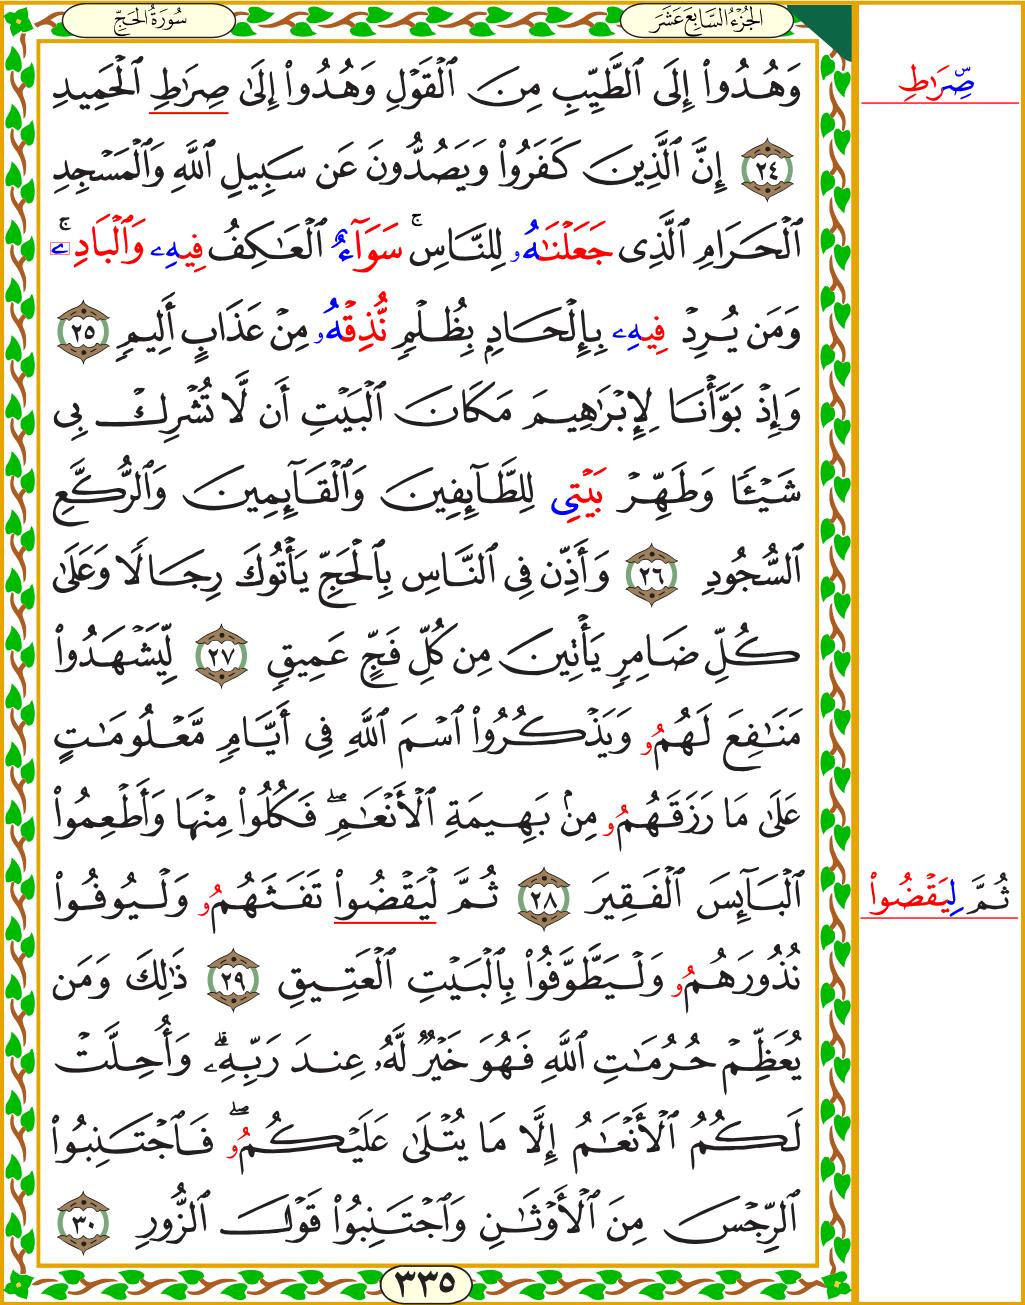 سُورَةُ الحَجِّ
الجُزْءُ السَّابِعَ عَشَرَ
وَهُدُوٓا۟ إِلَى ٱلطَّيِّبِ مِنَ ٱلْقَوْلِ وَهُدُوٓا۟ إِلَىٰ صِرَٰطِ ٱلْحَمِيدِ
صِّرَٰطِ
٢٤ إِنَّ ٱلَّذِينَ كَفَرُوا۟ وَيَصُدُّونَ عَن سَبِيلِ ٱللَّهِ وَٱلْمَسْجِدِ
ٱلْحَرَامِ ٱلَّذِى جَعَلْنَٰهُۥ لِلنَّاسِۚ سَوَآءٌ ٱلْعَٰكِفُ فِيهِۦ وَٱلْبَادِۦۚ
وَمَن يُرِدْ فِيهِۦ بِإِلْحَادٍۭ بِظُلْمٍۢ نُّذِقْهُۥ مِنْ عَذَابٍ أَلِيمٍۢ ٢٥
وَإِذْ بَوَّأْنَا لِإِبْرَٰهِيمَ مَكَانَ ٱلْبَيْتِ أَن لَّا تُشْرِكْ بِى
شَيْـًۭٔا وَطَهِّرْ بَيْتِى لِلطَّآئِفِينَ وَٱلْقَآئِمِينَ وَٱلرُّكَّعِ
ٱلسُّجُودِ ٢٦ وَأَذِّن فِى ٱلنَّاسِ بِٱلْحَجِّ يَأْتُوكَ رِجَالًۭا وَعَلَىٰ
كُلِّ ضَامِرٍۢ يَأْتِينَ مِن كُلِّ فَجٍّ عَمِيقٍۢ ٢٧ لِّيَشْهَدُوا۟
مَنَٰفِعَ لَهُمُۥ وَيَذْكُرُوا۟ ٱسْمَ ٱللَّهِ فِىٓ أَيَّامٍۢ مَّعْلُومَٰتٍ
عَلَىٰ مَا رَزَقَهُمُۥ مِنۢ بَهِيمَةِ ٱلْأَنْعَٰمِۖ فَكُلُوا۟ مِنْهَا وَأَطْعِمُوا۟
ٱلْبَآئِسَ ٱلْفَقِيرَ ٢٨ ثُمَّ لْيَقْضُوا۟ تَفَثَهُمُۥ وَلْيُوفُوا۟
ثُمَّ لِيَقْضُوا۟
نُذُورَهُمُۥ وَلْيَطَّوَّفُوا۟ بِٱلْبَيْتِ ٱلْعَتِيقِ ٢٩ ذَٰلِكَ وَمَن
يُعَظِّمْ حُرُمَٰتِ ٱللَّهِ فَهُوَ خَيْرٌۭ لَّهُۥ عِندَ رَبِّهِۦۗ وَأُحِلَّتْ
لَكُمُ ٱلْأَنْعَٰمُ إِلَّا مَا يُتْلَىٰ عَلَيْكُمُۥۖ فَٱجْتَنِبُوا۟
ٱلرِّجْسَ مِنَ ٱلْأَوْثَٰنِ وَٱجْتَنِبُوا۟ قَوْلَ ٱلزُّورِ ٣٠
٣٣٥